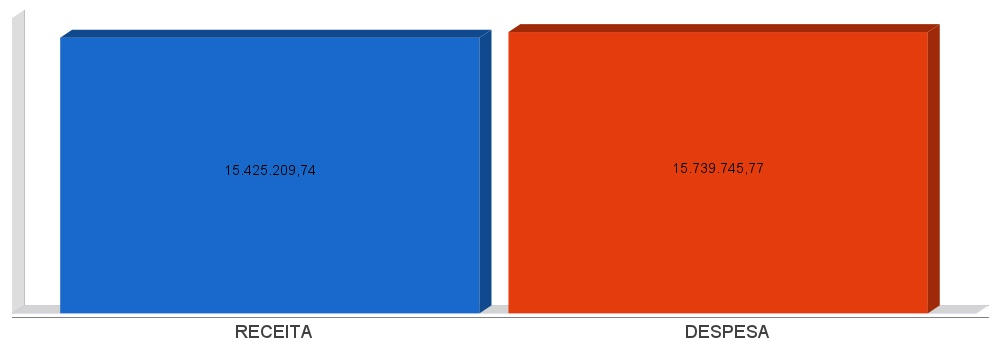 15.425.209,74
15.739.745,77
RECEITA
DESPESA